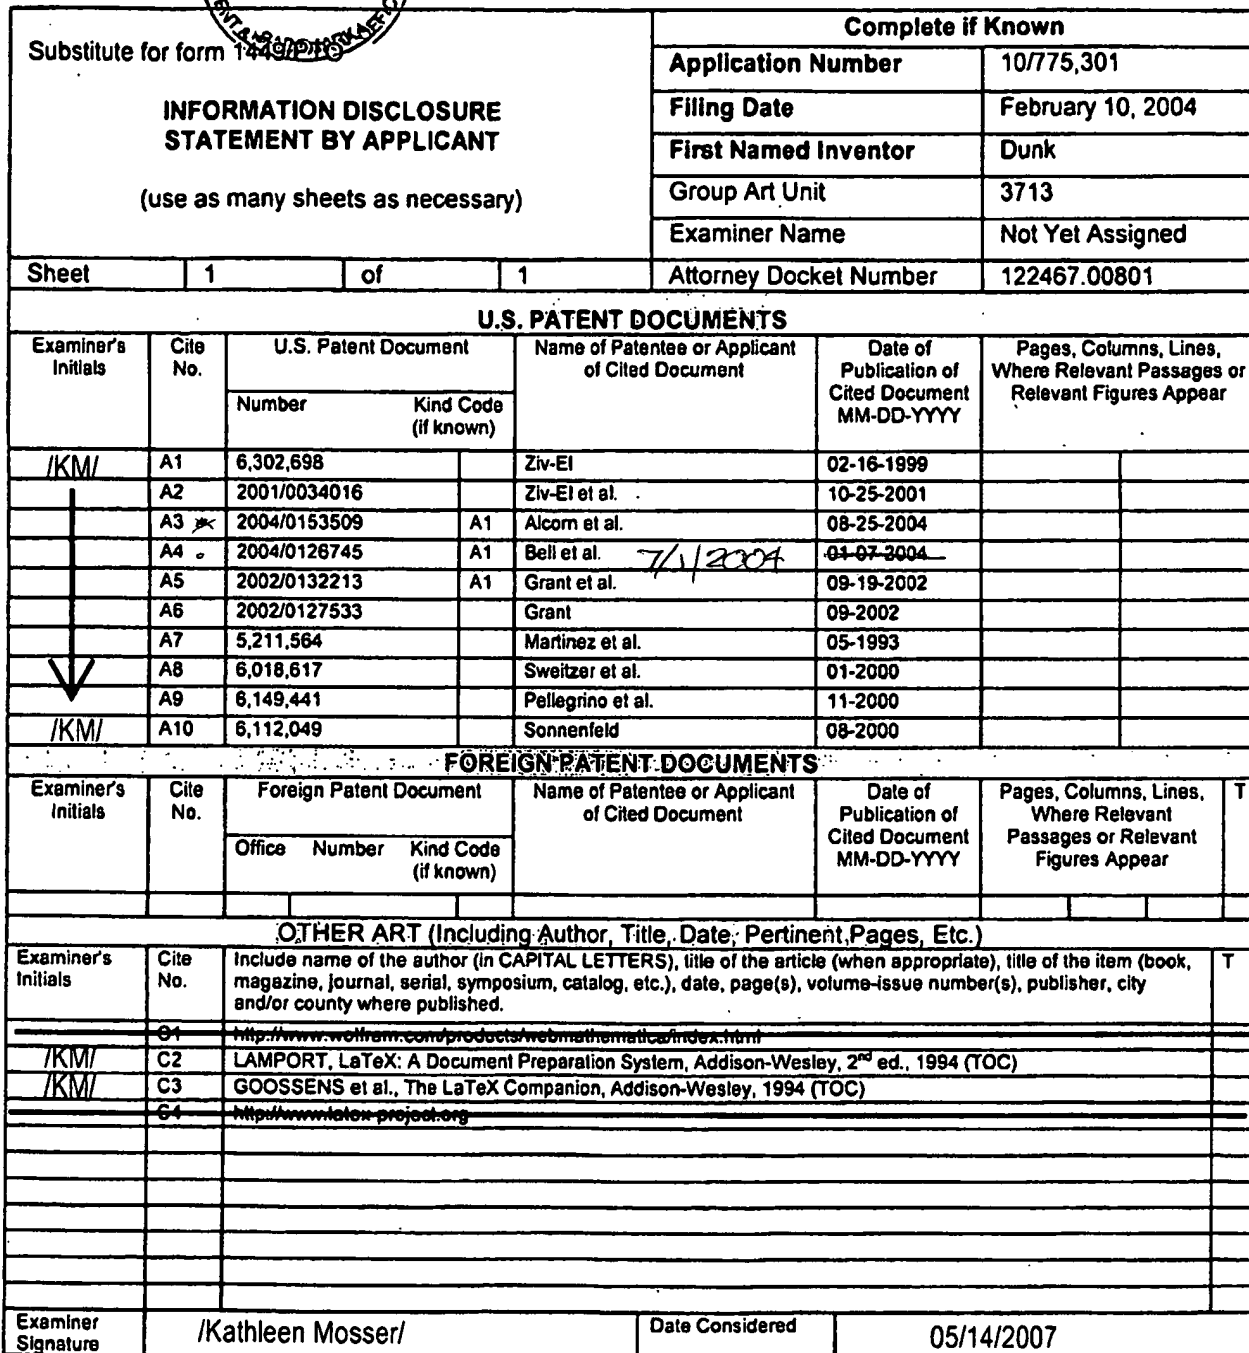 Substitute for form 1449/PTO
INFORMATION DISCLOSURE
STATEMENT BY APPLICANT
(use as many sheets as necessary)
Sheet 1 of 1
Complete if Known
Application Number 10/775,301
Filing Date February 10, 2004
First Named Inventor Dunk
Group Art Unit 3713
Examiner Name Not Yet Assigned
Attorney Docket Number 122467.00801
U.S. PATENT DOCUMENTS
Examiner's Initials Cite No. U.S. Patent Document Number Kind Code (if known) Name of Patentee or Applicant of Cited Document Date of Publication of Cited Document MM-DD-YYYY Pages, Columns, Lines, Where Relevant Passages or Relevant Figures Appear
/KM/ A1 6,302,698 Ziv-El 02-16-1999
A2 2001/0034016 Ziv-El et al. 10-25-2001
A3 2004/0153509 A1 Alcorn et al. 08-25-2004
A4 2004/0126745 A1 Bell et al. 7/1/2004 01-07-2004
A5 2002/0132213 A1 Grant et al. 09-19-2002
A6 2002/0127533 Grant 09-2002
A7 5,211,564 Martinez et al. 05-1993
A8 6,018,617 Sweitzer et al. 01-2000
A9 6,149,441 Pellegrino et al. 11-2000
/KM/ A10 6,112,049 Sonnenfeld 08-2000
FOREIGN PATENT DOCUMENTS
Examiner's Initials Cite No. Foreign Patent Document Office Number Kind Code (if known) Name of Patentee or Applicant of Cited Document Date of Publication of Cited Document MM-DD-YYYY Pages, Columns, Lines, Where Relevant Passages or Relevant Figures Appear T
OTHER ART (Including Author, Title, Date, Pertinent Pages, Etc.)
Examiner's Initials Cite No. Include name of the author (in CAPITAL LETTERS), title of the article (when appropriate), title of the item (book, T
magazine, journal, serial, symposium, catalog, etc.), date, page(s), volume-issue number(s), publisher, city
and/or county where published.
C1 http://www.wolfram.com/products/webmathematica/index.html
/KM/ C2 LAMPORT, LaTeX: A Document Preparation System, Addison-Wesley, 2nd ed., 1994 (TOC)
/KM/ C3 GOOSSENS et al., The LaTeX Companion, Addison-Wesley, 1994 (TOC)
C4 http://www.latex-project.org
Examiner Signature /Kathleen Mosser/ Date Considered 05/14/2007